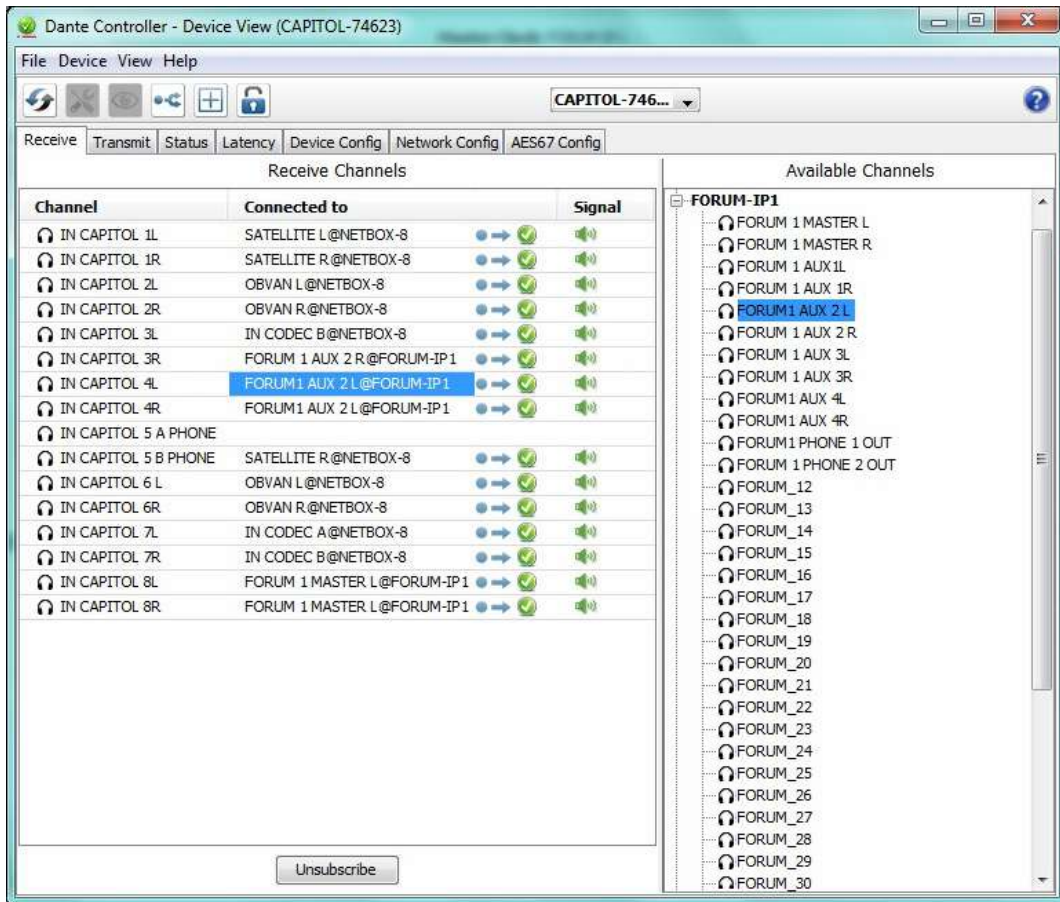 Dante Controller - Device View (CAPITOL-74623)
File Device View Help
CAPITOL-746...
Receive Transmit Status Latency Device Config Network Config AES67 Config
Receive Channels
Channel Connected to Signal
IN CAPITOL 1L SATELLITE L@NETBOX-8
IN CAPITOL 1R SATELLITE R@NETBOX-8
IN CAPITOL 2L OBVAN L@NETBOX-8
IN CAPITOL 2R OBVAN R@NETBOX-8
IN CAPITOL 3L IN CODEC B@NETBOX-8
IN CAPITOL 3R FORUM 1 AUX 2 R@FORUM-IP1
IN CAPITOL 4L FORUM1 AUX 2 L@FORUM-IP1
IN CAPITOL 4R FORUM1 AUX 2 L@FORUM-IP1
IN CAPITOL 5 A PHONE
IN CAPITOL 5 B PHONE SATELLITE R@NETBOX-8
IN CAPITOL 6 L OBVAN L@NETBOX-8
IN CAPITOL 6R OBVAN R@NETBOX-8
IN CAPITOL 7L IN CODEC A@NETBOX-8
IN CAPITOL 7R IN CODEC B@NETBOX-8
IN CAPITOL 8L FORUM 1 MASTER L@FORUM-IP1
IN CAPITOL 8R FORUM 1 MASTER L@FORUM-IP1
Unsubscribe
Available Channels
FORUM-IP1
FORUM 1 MASTER L
FORUM 1 MASTER R
FORUM 1 AUX1L
FORUM 1 AUX 1R
FORUM1 AUX 2 L
FORUM 1 AUX 2 R
FORUM 1 AUX 3L
FORUM 1 AUX 3R
FORUM1 AUX 4L
FORUM1 AUX 4R
FORUM1 PHONE 1 OUT
FORUM 1 PHONE 2 OUT
FORUM_12
FORUM_13
FORUM_14
FORUM_15
FORUM_16
FORUM_17
FORUM_18
FORUM_19
FORUM_20
FORUM_21
FORUM_22
FORUM_23
FORUM_24
FORUM_25
FORUM_26
FORUM_27
FORUM_28
FORUM_29
FORUM_30